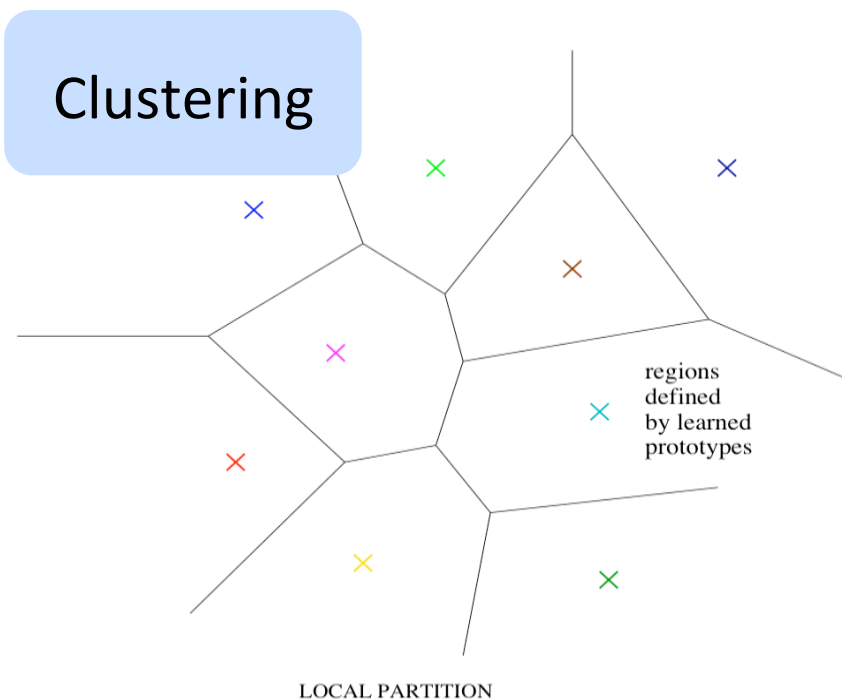 Clustering
regions
defined
by learned
prototypes
LOCAL PARTITION